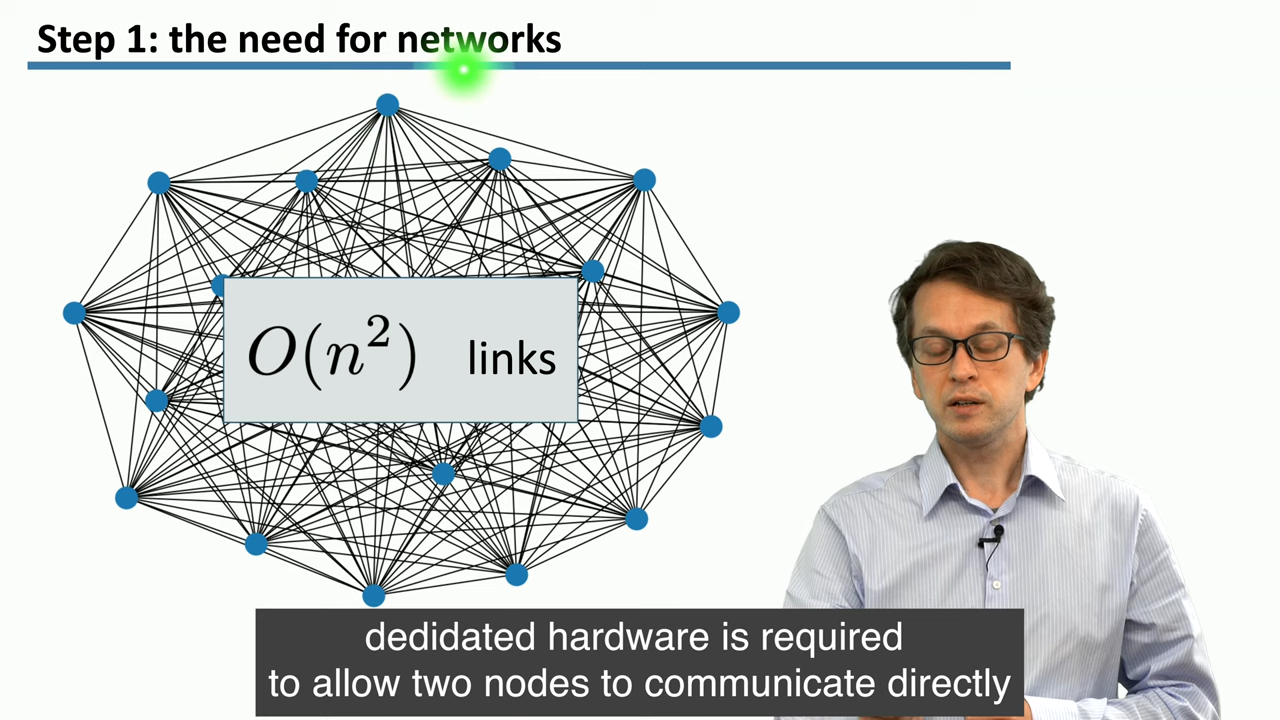 Step 1: the need for networks
O(n²) links
dedidated hardware is required
to allow two nodes to communicate directly